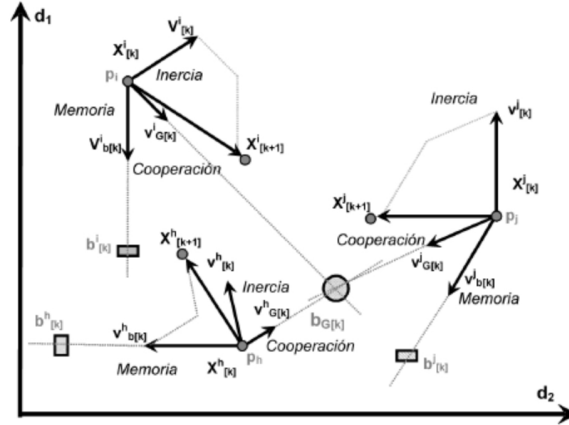 d₁
Vⁱ[k]
Xⁱ[k]
pᵢ
Inercia
Memoria
vⁱG[k]
Vⁱb[k]
Cooperación
Xⁱ[k+1]
bⁱ[k]
Inercia
vʲ[k]
Xʲ[k]
Xʲ[k+1]
pⱼ
Cooperación
vʲG[k]
vʲb[k]
Memoria
Xʰ[k+1]
vʰ[k]
Inercia
vʰG[k]
bG[k]
bʰ[k]
vʰb[k]
Cooperación
pₕ
Memoria
Xʰ[k]
bʲ[k]
d₂